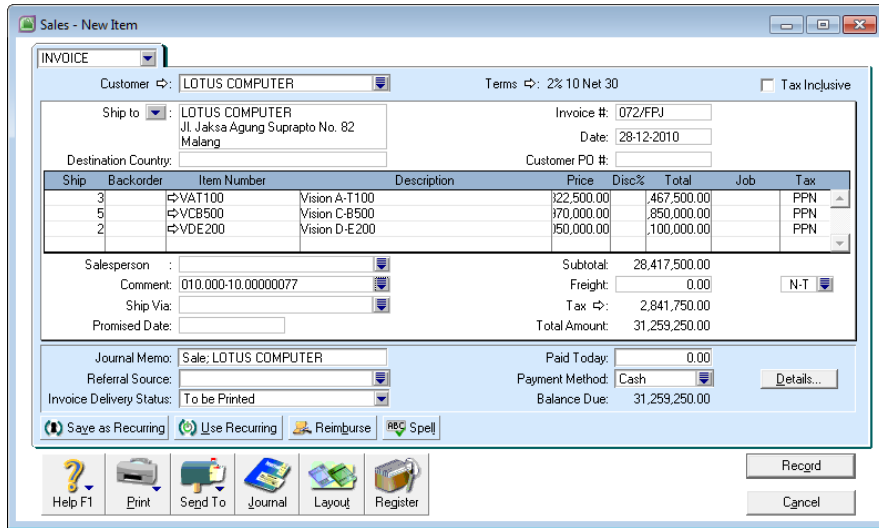 Sales - New Item
INVOICE
Customer ⇨: LOTUS COMPUTER
Terms ⇨: 2% 10 Net 30
Tax Inclusive
Ship to : LOTUS COMPUTER
Jl. Jaksa Agung Suprapto No. 82
Malang
Invoice #: 072/FPJ
Date: 28-12-2010
Destination Country:
Customer PO #:
Ship Backorder Item Number Description Price Disc% Total Job Tax
3 ⇨VAT100 Vision A-T100 322,500.00 ,467,500.00 PPN
5 ⇨VCB500 Vision C-B500 970,000.00 ,850,000.00 PPN
2 ⇨VDE200 Vision D-E200 050,000.00 ,100,000.00 PPN
Salesperson :
Subtotal: 28,417,500.00
Comment: 010.000-10.00000077
Freight: 0.00 N-T
Ship Via:
Tax ⇨: 2,841,750.00
Promised Date:
Total Amount: 31,259,250.00
Journal Memo: Sale; LOTUS COMPUTER
Paid Today: 0.00
Referral Source:
Payment Method: Cash
Details...
Invoice Delivery Status: To be Printed
Balance Due: 31,259,250.00
Save as Recurring Use Recurring Reimburse ABC Spell
Help F1 Print Send To Journal Layout Register
Record
Cancel